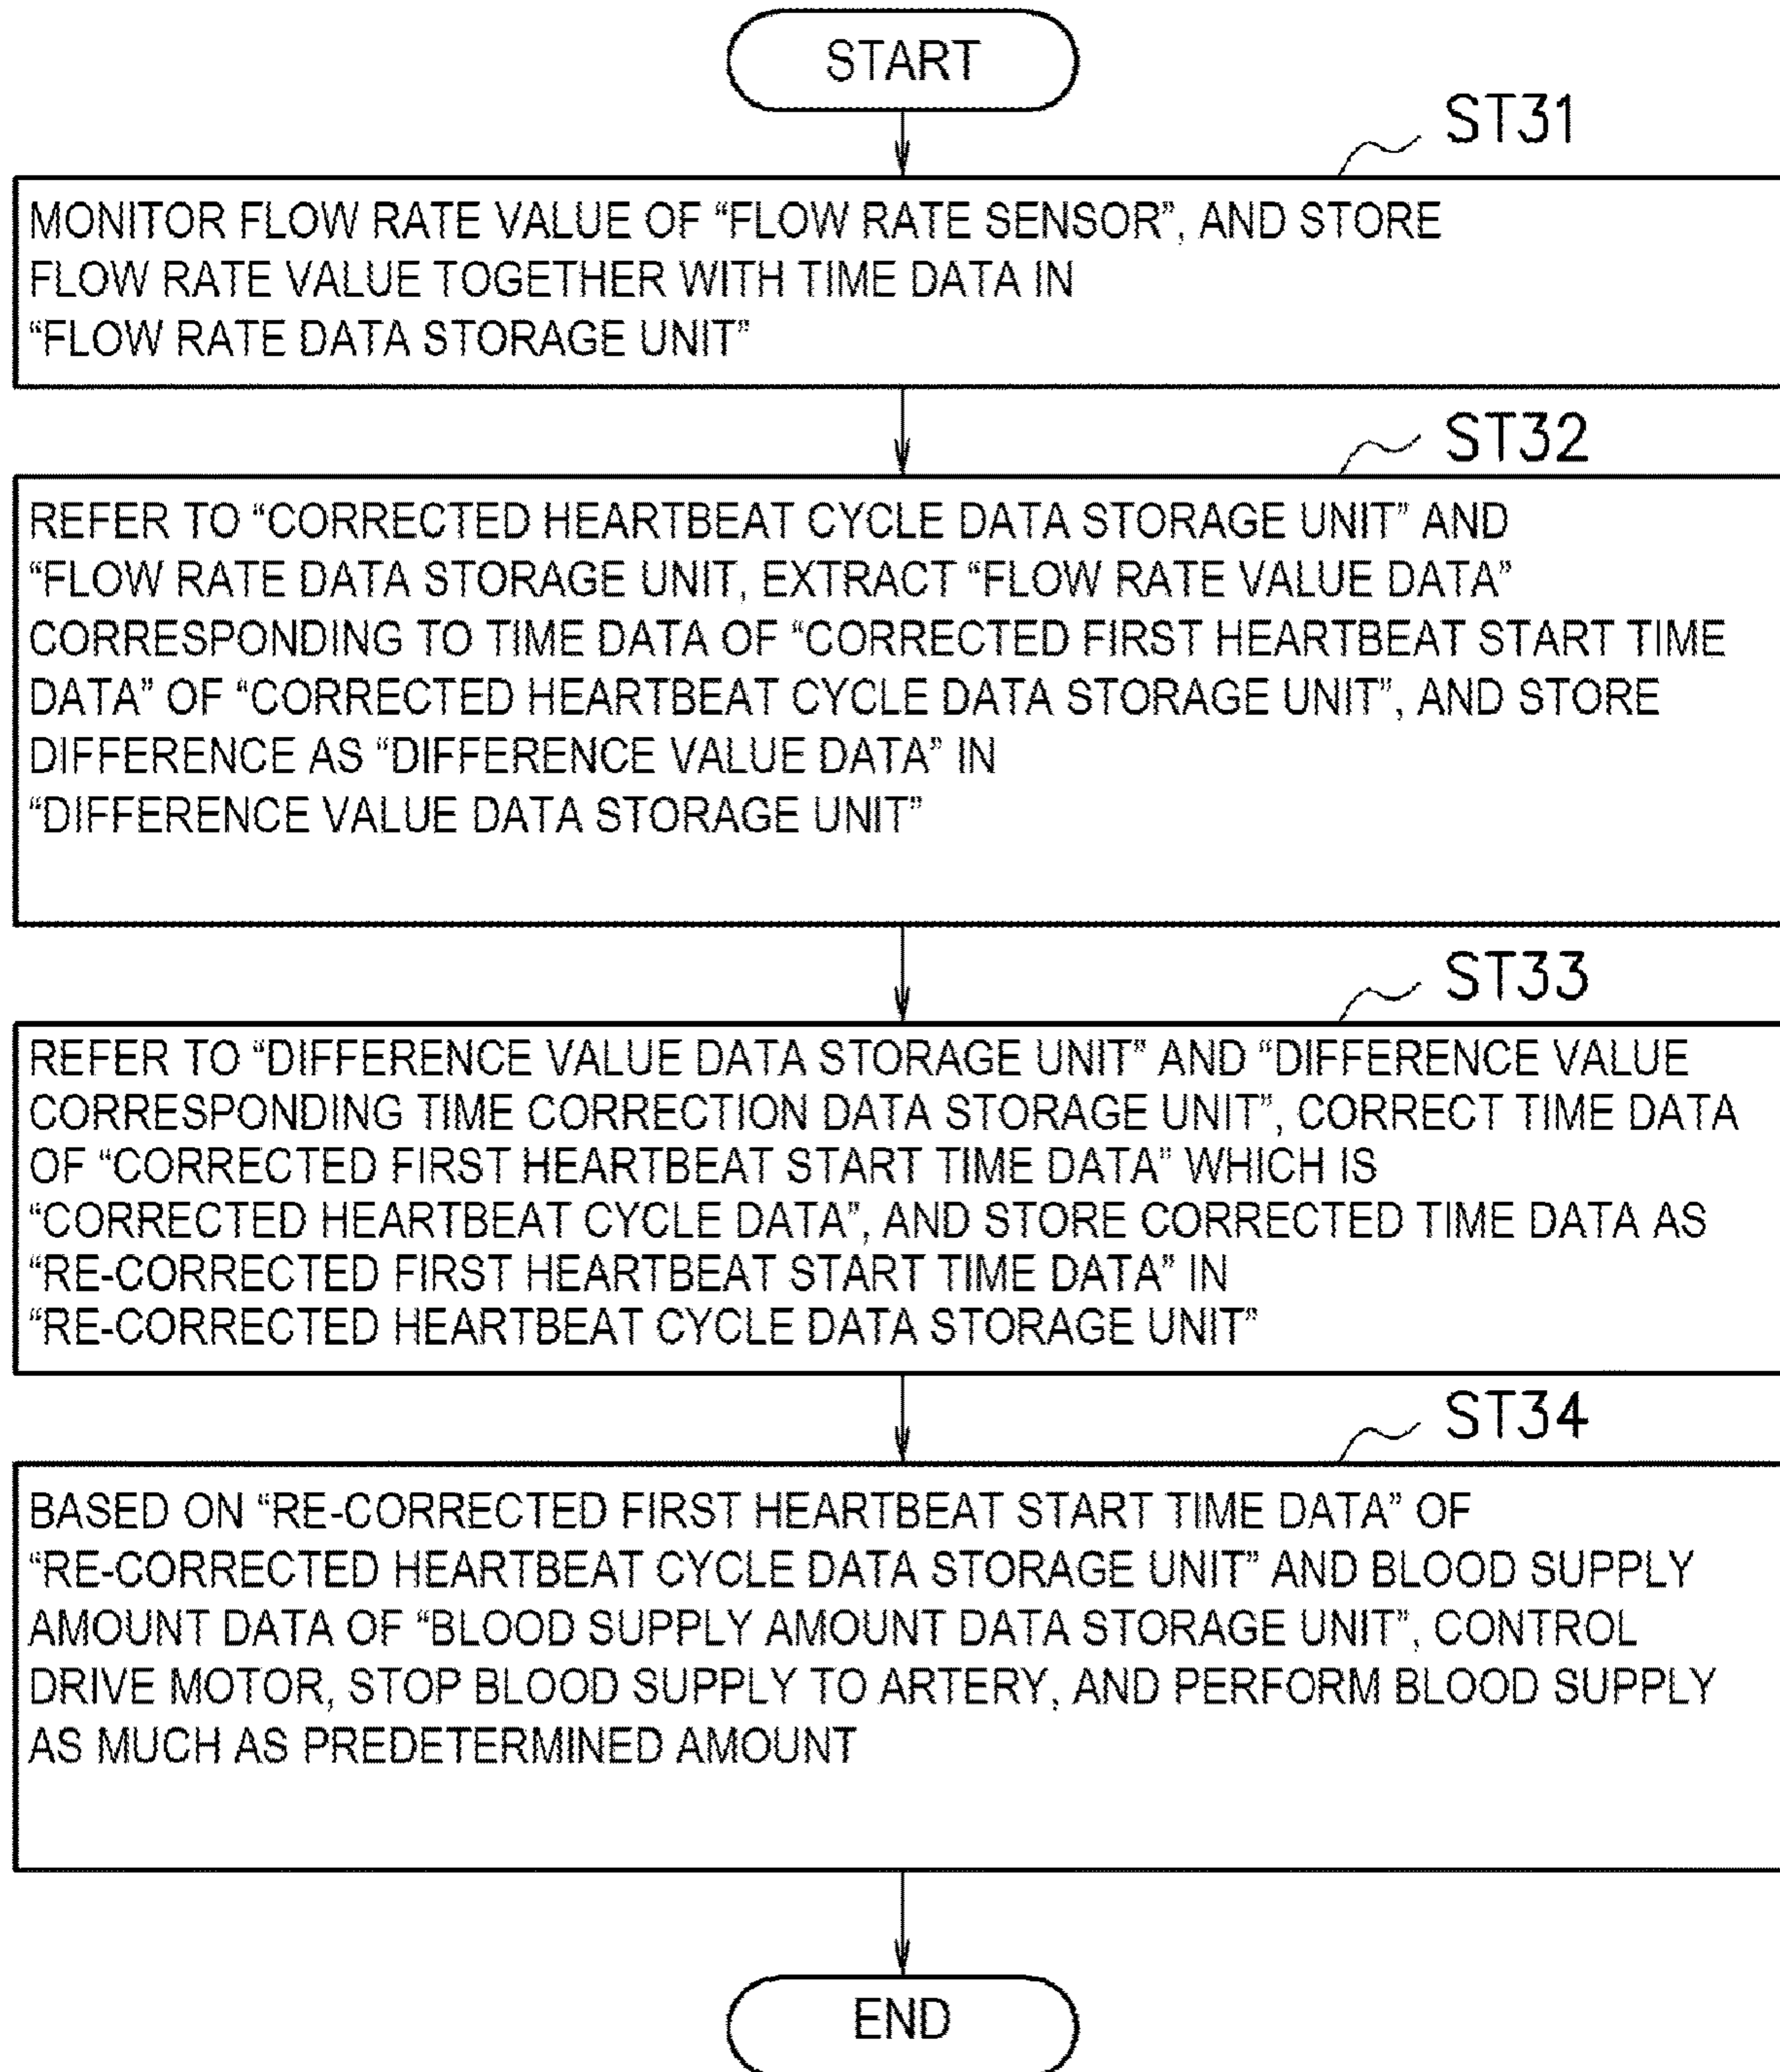 START
ST31
MONITOR FLOW RATE VALUE OF “FLOW RATE SENSOR”, AND STORE
FLOW RATE VALUE TOGETHER WITH TIME DATA IN
“FLOW RATE DATA STORAGE UNIT”
ST32
REFER TO “CORRECTED HEARTBEAT CYCLE DATA STORAGE UNIT” AND
“FLOW RATE DATA STORAGE UNIT, EXTRACT “FLOW RATE VALUE DATA”
CORRESPONDING TO TIME DATA OF “CORRECTED FIRST HEARTBEAT START TIME
DATA” OF “CORRECTED HEARTBEAT CYCLE DATA STORAGE UNIT”, AND STORE
DIFFERENCE AS “DIFFERENCE VALUE DATA” IN
“DIFFERENCE VALUE DATA STORAGE UNIT”
ST33
REFER TO “DIFFERENCE VALUE DATA STORAGE UNIT” AND “DIFFERENCE VALUE
CORRESPONDING TIME CORRECTION DATA STORAGE UNIT”, CORRECT TIME DATA
OF “CORRECTED FIRST HEARTBEAT START TIME DATA” WHICH IS
“CORRECTED HEARTBEAT CYCLE DATA”, AND STORE CORRECTED TIME DATA AS
“RE-CORRECTED FIRST HEARTBEAT START TIME DATA” IN
“RE-CORRECTED HEARTBEAT CYCLE DATA STORAGE UNIT”
ST34
BASED ON “RE-CORRECTED FIRST HEARTBEAT START TIME DATA” OF
“RE-CORRECTED HEARTBEAT CYCLE DATA STORAGE UNIT” AND BLOOD SUPPLY
AMOUNT DATA OF “BLOOD SUPPLY AMOUNT DATA STORAGE UNIT”, CONTROL
DRIVE MOTOR, STOP BLOOD SUPPLY TO ARTERY, AND PERFORM BLOOD SUPPLY
AS MUCH AS PREDETERMINED AMOUNT
END